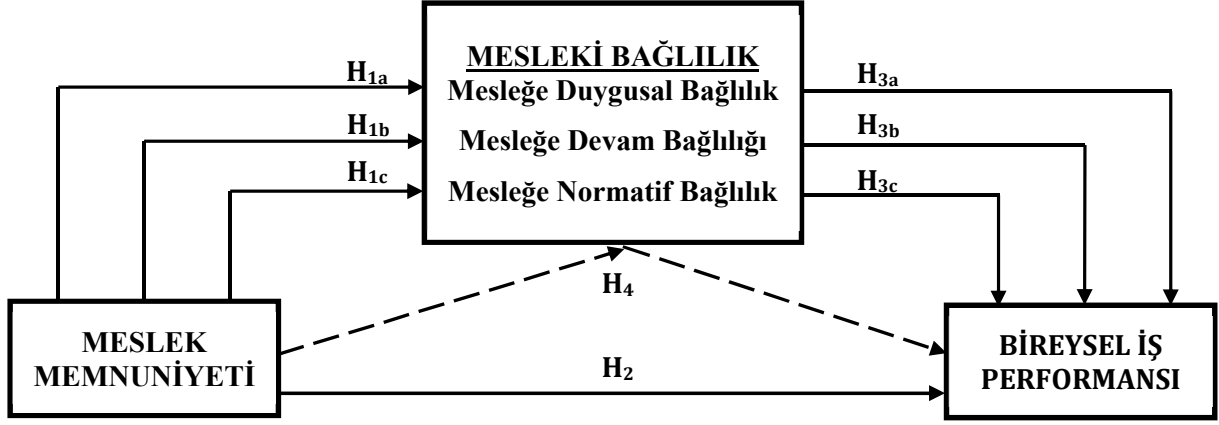 MESLEKİ BAĞLILIK
Mesleğe Duygusal Bağlılık
Mesleğe Devam Bağlılığı
Mesleğe Normatif Bağlılık
H1a
H1b
H1c
H3a
H3b
H3c
H4
H2
MESLEK
MEMNUNİYETİ
BİREYSEL İŞ
PERFORMANSI